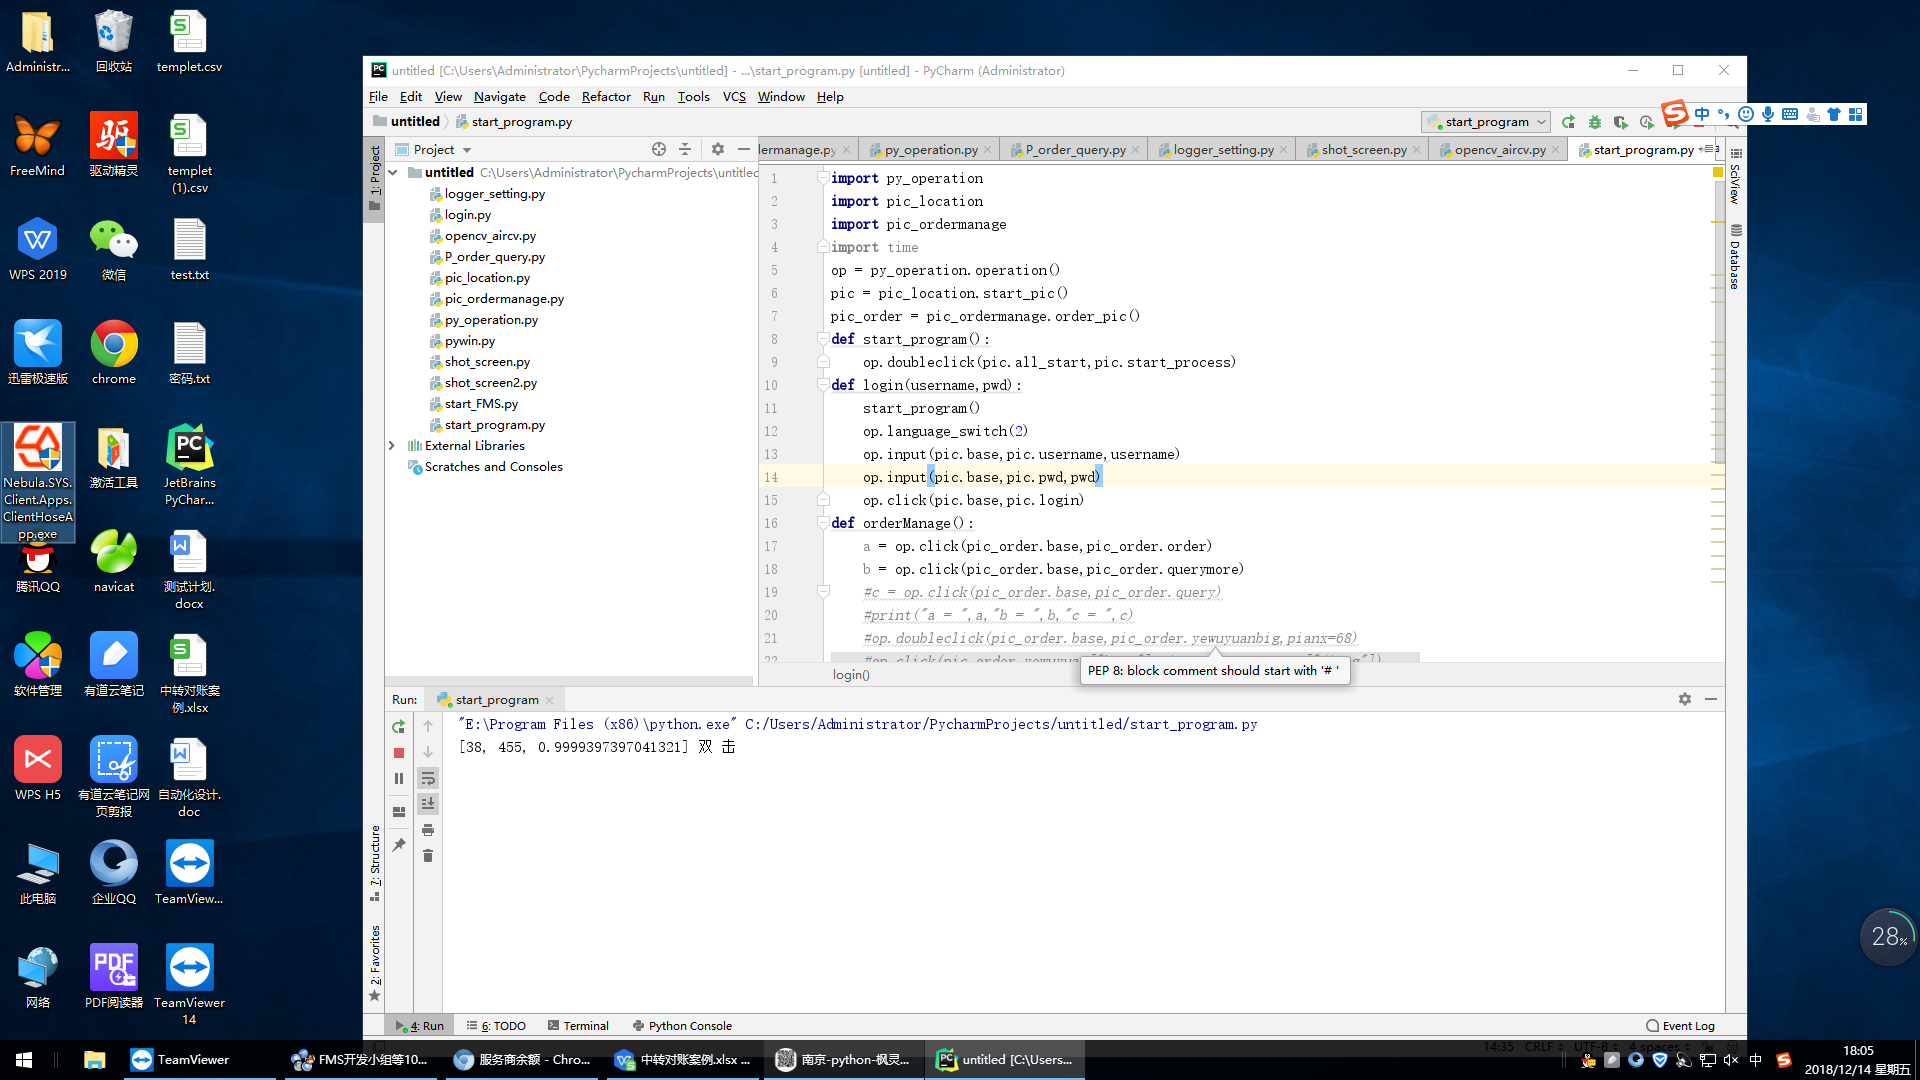 Administr...
回收站
templet.csv
FreeMind
驱
驱动精灵
templet
(1).csv
WPS 2019
微信
test.txt
迅雷极速版
chrome
密码.txt
Nebula.SYS.
Client.Apps.
ClientHoseA
pp.exe
激活工具
JetBrains
PyChar...
腾讯QQ
navicat
测试计划.
docx
软件管理
有道云笔记
中转对账案
例.xlsx
WPS H5
有道云笔记网
页剪报
自动化设计.
doc
此电脑
企业QQ
TeamView...
网络
PDF
PDF阅读器
TeamViewer
14
untitled [C:\Users\Administrator\PycharmProjects\untitled] - ...\start_program.py [untitled] - PyCharm (Administrator)
File Edit View Navigate Code Refactor Run Tools VCS Window Help
untitled start_program.py
start_program
中
Project
dermanage.py py_operation.py P_order_query.py logger_setting.py shot_screen.py opencv_aircv.py start_program.py
1: Project
untitled C:\Users\Administrator\PycharmProjects\untitled
logger_setting.py
login.py
opencv_aircv.py
P_order_query.py
pic_location.py
pic_ordermanage.py
py_operation.py
pywin.py
shot_screen.py
shot_screen2.py
start_FMS.py
start_program.py
External Libraries
Scratches and Consoles
1 import py_operation
2 import pic_location
3 import pic_ordermanage
4 import time
5 op = py_operation.operation()
6 pic = pic_location.start_pic()
7 pic_order = pic_ordermanage.order_pic()
8 def start_program():
9 op.doubleclick(pic.all_start,pic.start_process)
10 def login(username,pwd):
11 start_program()
12 op.language_switch(2)
13 op.input(pic.base,pic.username,username)
14 op.input(pic.base,pic.pwd,pwd)
15 op.click(pic.base,pic.login)
16 def orderManage():
17 a = op.click(pic_order.base,pic_order.order)
18 b = op.click(pic_order.base,pic_order.querymore)
19 #c = op.click(pic_order.base,pic_order.query)
20 #print("a = ",a,"b = ",b,"c = ",c)
21 #op.doubleclick(pic_order.base,pic_order.yewuyuanbig,pianx=68)
22
PEP 8: block comment should start with '# '
login()
SciView
Database
Run: start_program
"E:\Program Files (x86)\python.exe" C:/Users/Administrator/PycharmProjects/untitled/start_program.py
[38, 455, 0.9999397397041321] 双 击
7: Structure
2: Favorites
4: Run 6: TODO Terminal Python Console Event Log
14:35 CRLF UTF-8 4 spaces
28%
TeamViewer
FMS开发小组等10...
服务商余额 - Chro...
中转对账案例.xlsx ...
南京-python-枫灵...
untitled [C:\Users...
中
18:05
2018/12/14 星期五